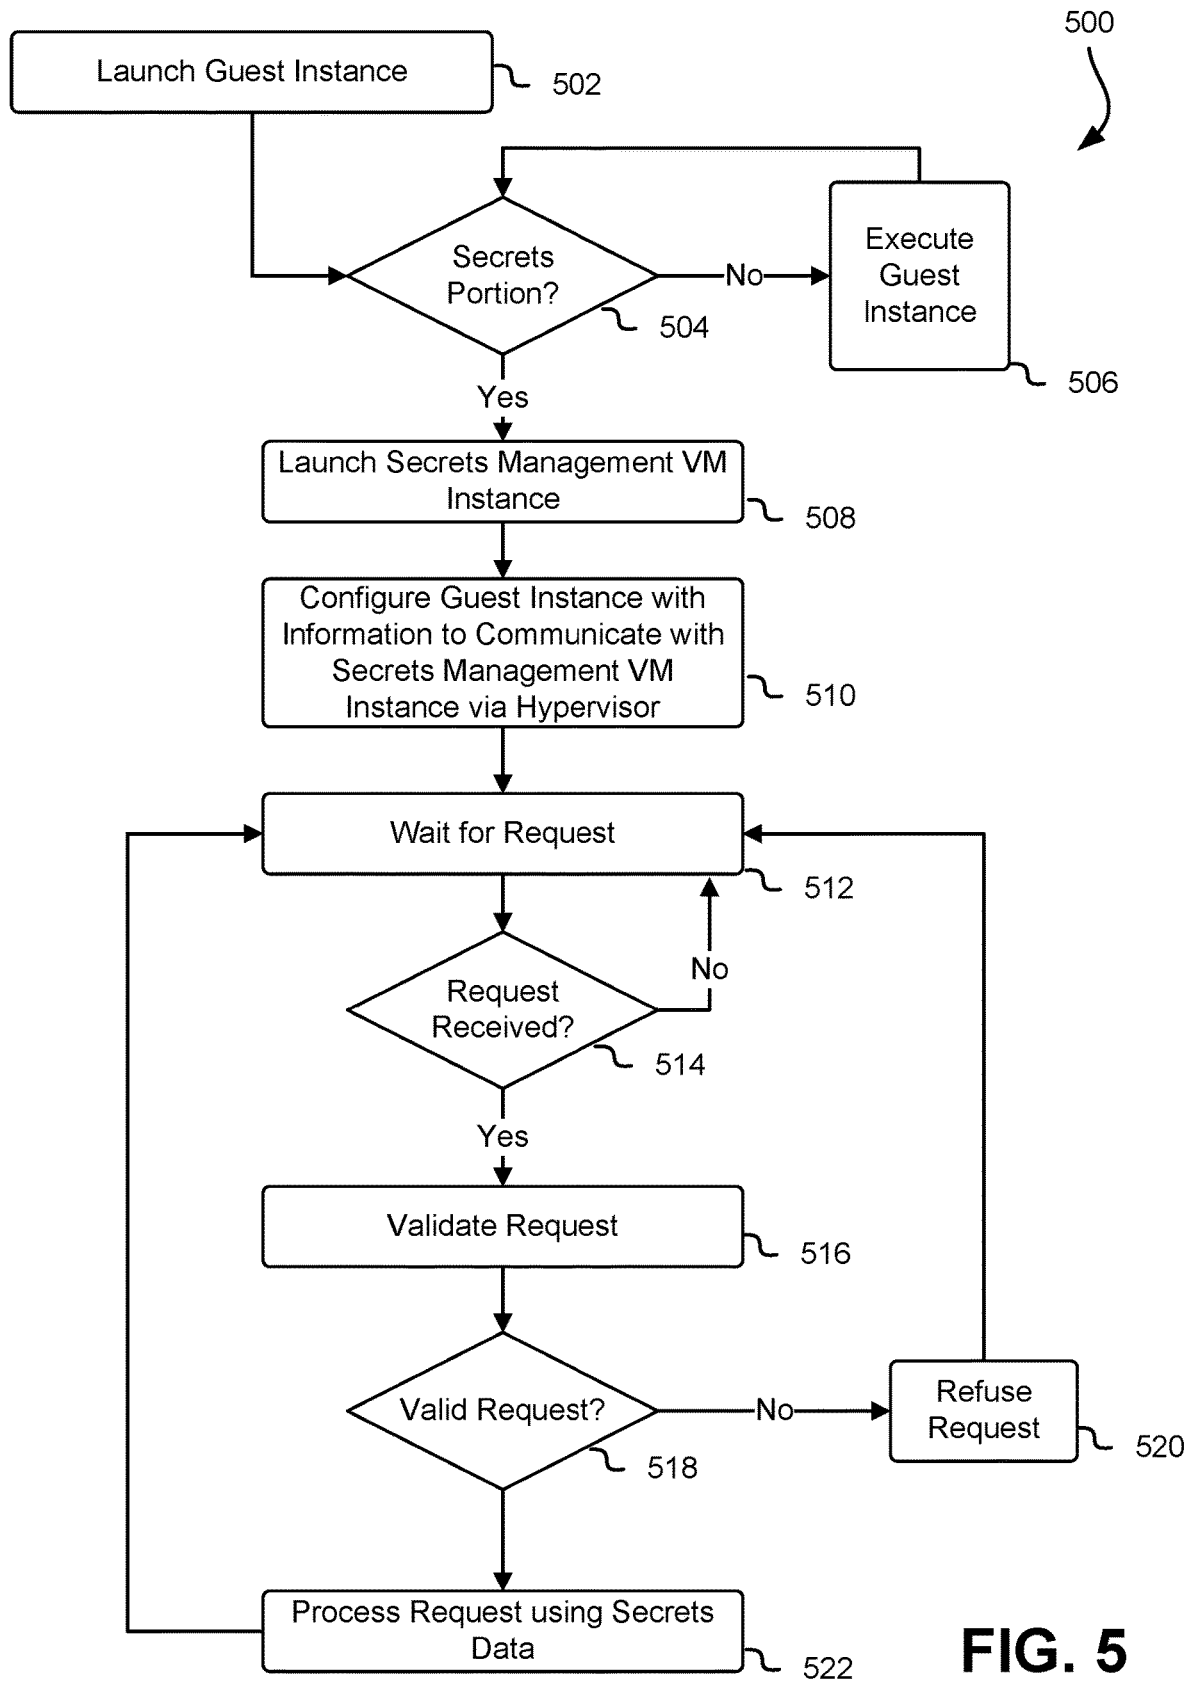 500
Launch Guest Instance
502
Secrets
Portion?
504
No
Execute
Guest
Instance
506
Yes
Launch Secrets Management VM
Instance
508
Configure Guest Instance with
Information to Communicate with
Secrets Management VM
Instance via Hypervisor
510
Wait for Request
512
No
Request
Received?
514
Yes
Validate Request
516
Valid Request?
518
No
Refuse
Request
520
Process Request using Secrets
Data
522
FIG. 5